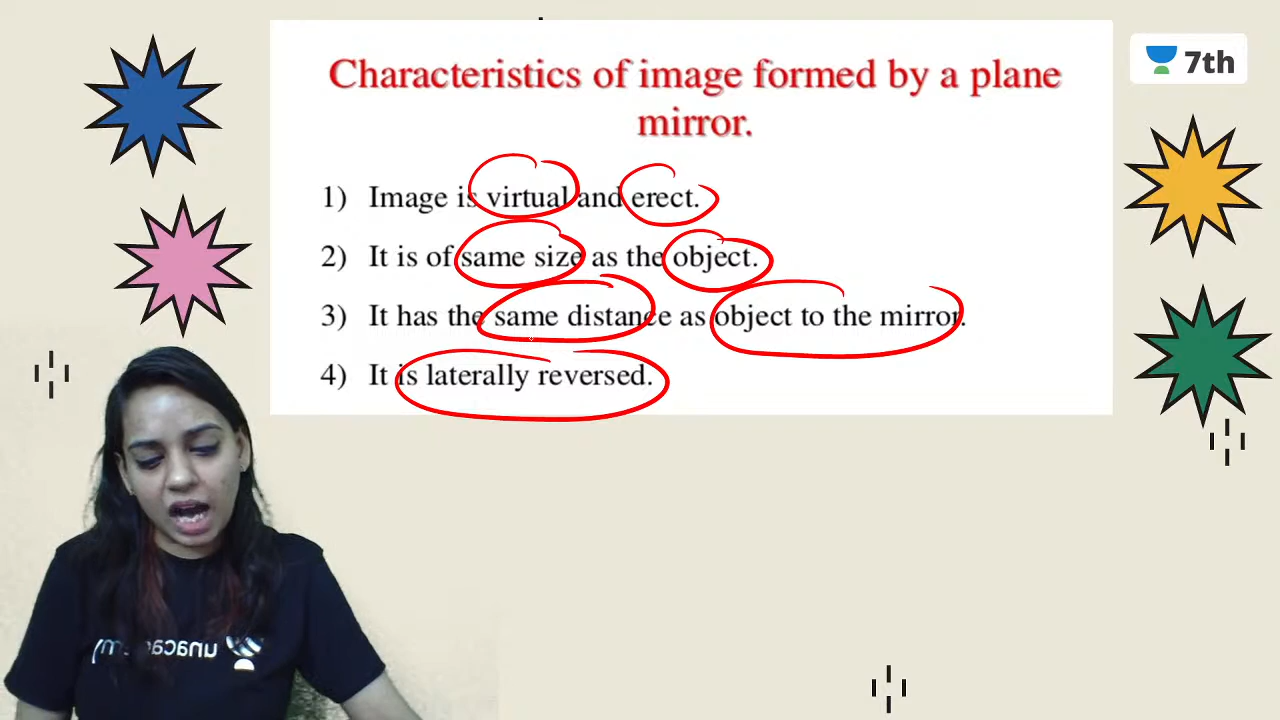 Characteristics of image formed by a plane
mirror.
7th
1) Image is virtual and erect.
2) It is of same size as the object.
3) It has the same distance as object to the mirror.
4) It is laterally reversed.